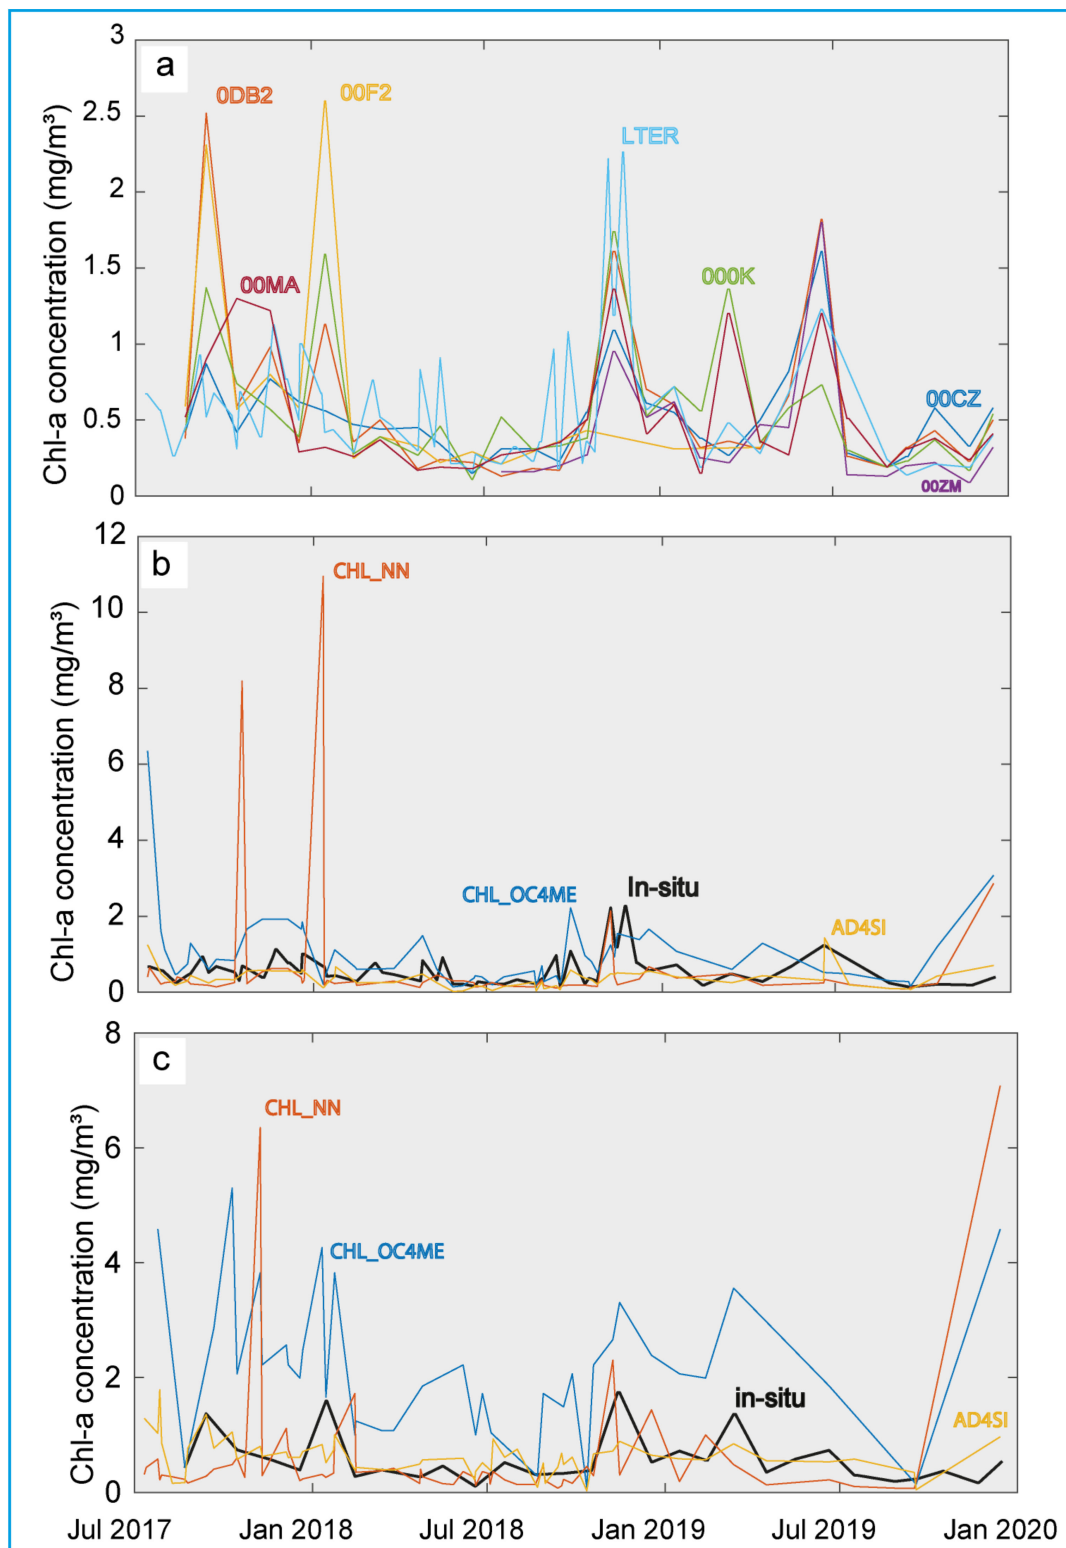 a
Chl-a concentration (mg/m³)
3
2.5
2
1.5
1
0.5
0
0DB2
00F2
LTER
00MA
000K
00CZ
00ZM
b
Chl-a concentration (mg/m³)
12
10
8
6
4
2
0
CHL_NN
CHL_OC4ME
In-situ
AD4SI
c
Chl-a concentration (mg/m³)
8
6
4
2
0
CHL_NN
CHL_OC4ME
in-situ
AD4SI
Jul 2017 Jan 2018 Jul 2018 Jan 2019 Jul 2019 Jan 2020